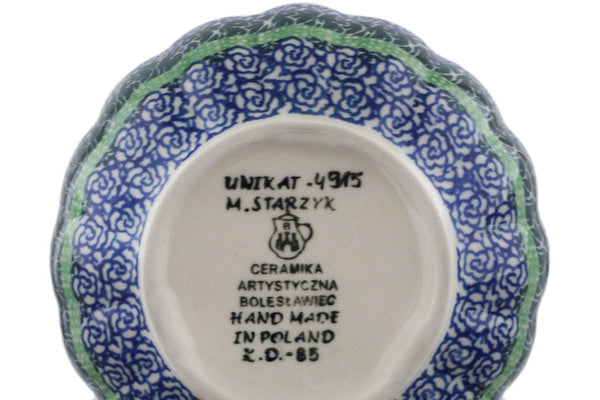 UNIKAT - 4915
M. STARZYK
B
CERAMIKA
ARTYSTYCZNA
BOLESŁAWIEC
HAND MADE
IN POLAND
Z.D.-85